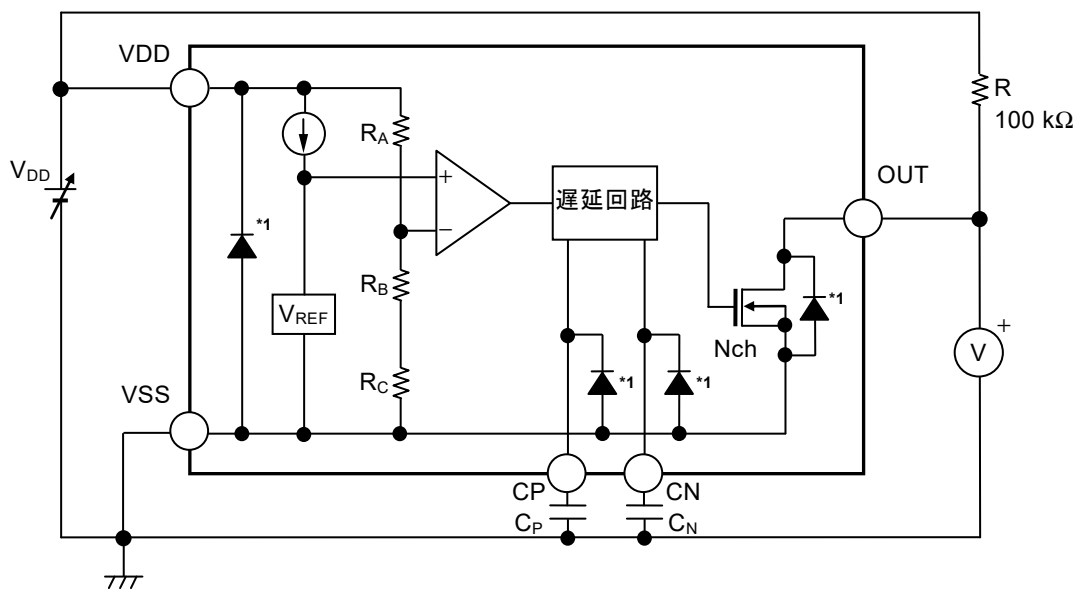 VDD
R
100 kΩ
RA
VDD
OUT
+
遅延回路
−
*1
RB
*1
VREF
+
V
Nch
RC
*1
*1
VSS
CP
CN
CP
CN